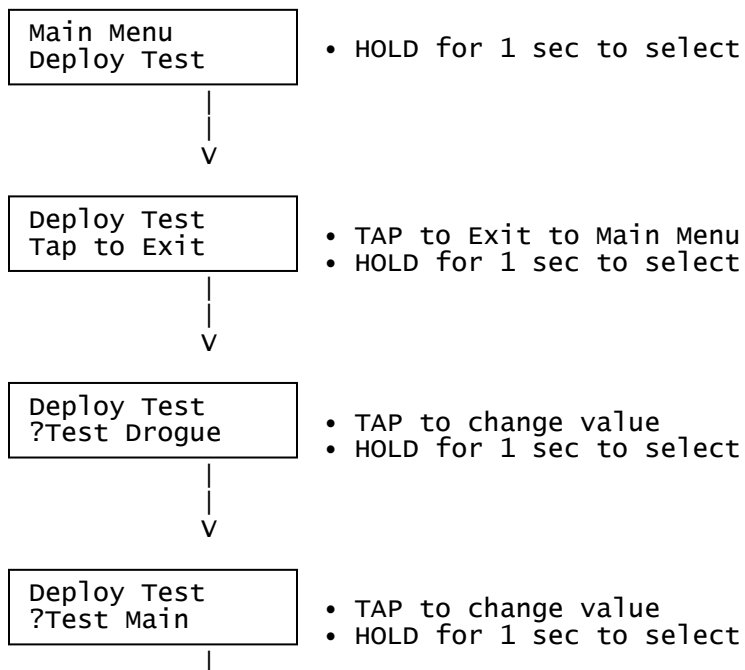 Main Menu
Deploy Test
• HOLD for 1 sec to select
|
|
V
Deploy Test
Tap to Exit
• TAP to Exit to Main Menu
• HOLD for 1 sec to select
|
|
V
Deploy Test
?Test Drogue
• TAP to change value
• HOLD for 1 sec to select
|
|
V
Deploy Test
?Test Main
• TAP to change value
• HOLD for 1 sec to select
|